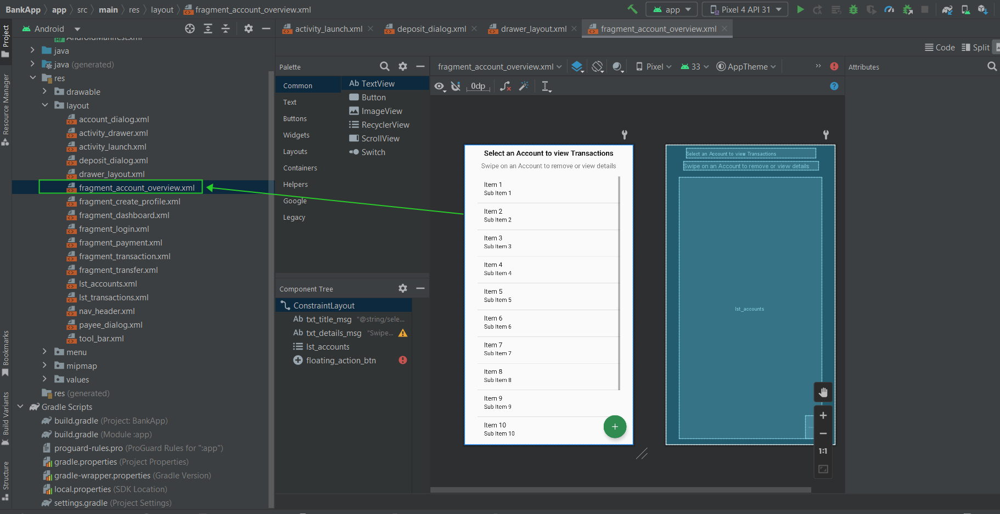 BankApp app src main res layout fragment_account_overview.xml
app Pixel 4 API 31
Android
activity_launch.xml deposit_dialog.xml drawer_layout.xml fragment_account_overview.xml
Code Split
Project
Resource Manager
Bookmarks
Build Variants
Structure
AndroidManifest.xml
java
java (generated)
res
drawable
layout
account_dialog.xml
activity_drawer.xml
activity_launch.xml
deposit_dialog.xml
drawer_layout.xml
fragment_account_overview.xml
fragment_create_profile.xml
fragment_dashboard.xml
fragment_login.xml
fragment_payment.xml
fragment_transaction.xml
fragment_transfer.xml
lst_accounts.xml
lst_transactions.xml
nav_header.xml
payee_dialog.xml
tool_bar.xml
menu
mipmap
values
res (generated)
Gradle Scripts
build.gradle (Project: BankApp)
build.gradle (Module :app)
proguard-rules.pro (ProGuard Rules for ":app")
gradle.properties (Project Properties)
gradle-wrapper.properties (Gradle Version)
local.properties (SDK Location)
settings.gradle (Project Settings)
Palette
Common
Text
Buttons
Widgets
Layouts
Containers
Helpers
Google
Legacy
Ab TextView
Button
ImageView
RecyclerView
ScrollView
Switch
Component Tree
ConstraintLayout
Ab txt_title_msg "@string/sele...
Ab txt_details_msg "Swipe...
lst_accounts
floating_action_btn
fragment_account_overview.xml Pixel 33 AppTheme
0dp
Attributes
Select an Account to view Transactions
Swipe on an Account to remove or view details
Item 1
Sub Item 1
Item 2
Sub Item 2
Item 3
Sub Item 3
Item 4
Sub Item 4
Item 5
Sub Item 5
Item 6
Sub Item 6
Item 7
Sub Item 7
Item 8
Sub Item 8
Item 9
Sub Item 9
Item 10
Sub Item 10
Select an Account to view Transactions
Swipe on an Account to remove or view details
lst_accounts
1:1